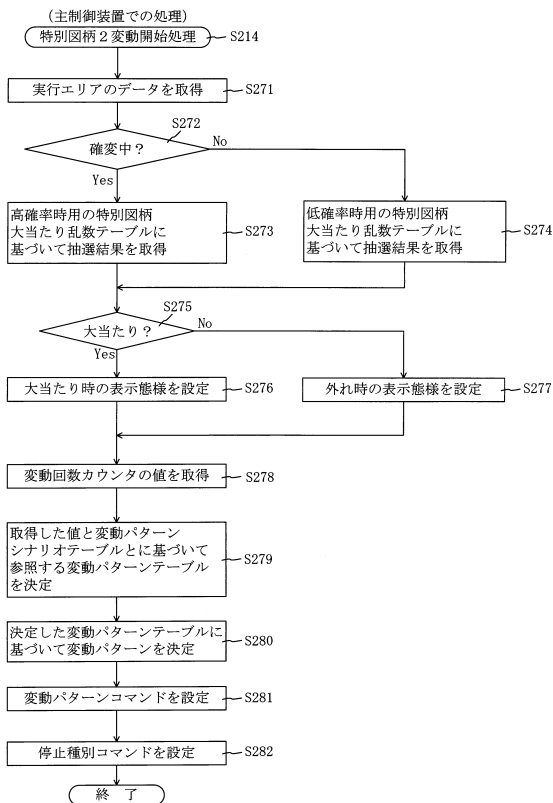 (主制御装置での処理)
特別図柄2変動開始処理
S214
実行エリアのデータを取得
S271
S272
確変中?
No
Yes
高確率時用の特別図柄
大当たり乱数テーブルに
基づいて抽選結果を取得
S273
低確率時用の特別図柄
大当たり乱数テーブルに
基づいて抽選結果を取得
S274
S275
大当たり?
No
Yes
大当たり時の表示態様を設定
S276
外れ時の表示態様を設定
S277
変動回数カウンタの値を取得
S278
取得した値と変動パターン
シナリオテーブルとに基づいて
参照する変動パターンテーブル
を決定
S279
決定した変動パターンテーブルに
基づいて変動パターンを決定
S280
変動パターンコマンドを設定
S281
停止種別コマンドを設定
S282
終 了